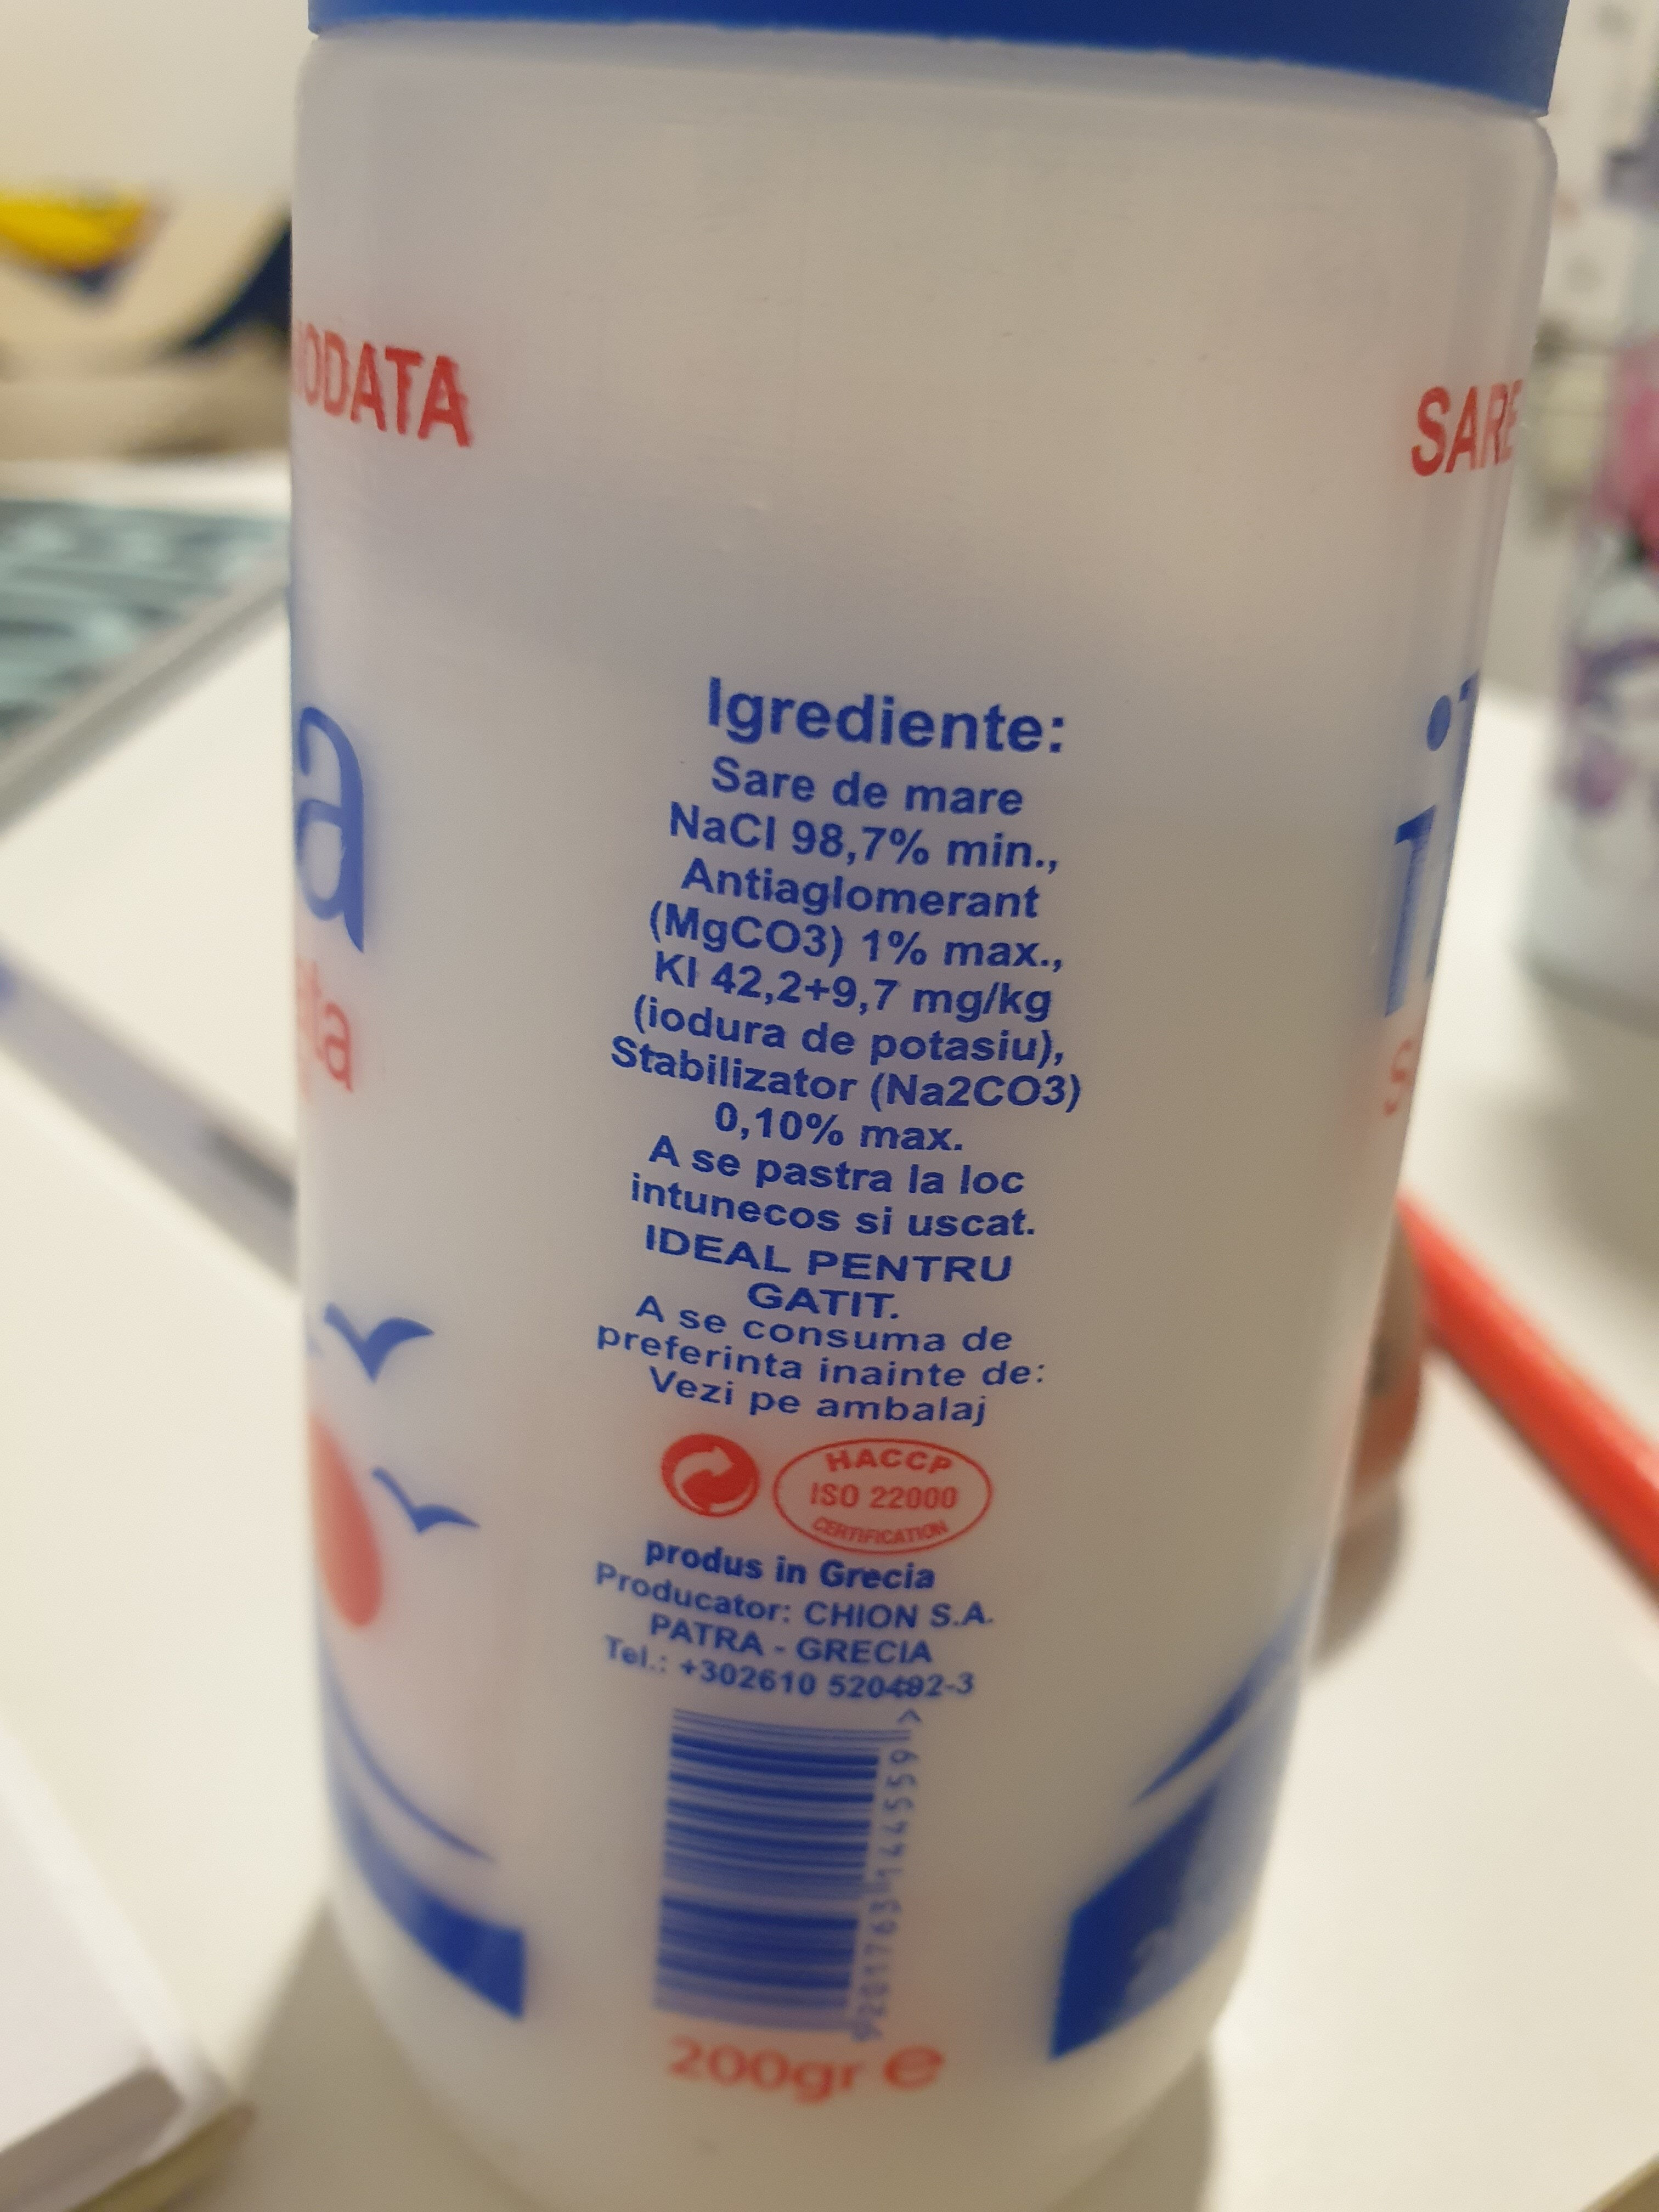 IODATA
SARE
a
ata
Igrediente:
Sare de mare
NaCl 98,7% min.,
Antiaglomerant
(MgCO3) 1% max.,
KI 42,2+9,7 mg/kg
(iodura de potasiu),
Stabilizator (Na2CO3)
0,10% max.
A se pastra la loc
intunecos si uscat.
IDEAL PENTRU
GATIT.
A se consuma de
preferinta inainte de:
Vezi pe ambalaj
HACCP
ISO 22000
CERTIFICATION
produs in Grecia
Producator: CHION S.A.
PATRA - GRECIA
Tel.: +302610 520492-3
5201763144559 >
200gr e